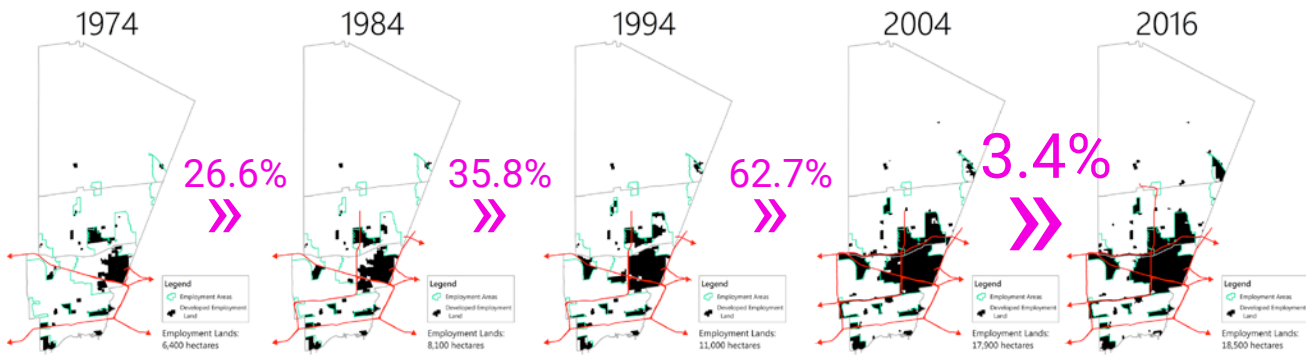 1974
1984
1994
2004
2016
26.6%
35.8%
62.7%
3.4%
Legend
Employment Areas
Developed Employment
Land
Employment Lands:
6,400 hectares
Legend
Employment Areas
Developed Employment
Land
Employment Lands:
8,100 hectares
Legend
Employment Areas
Developed Employment
Land
Employment Lands:
11,000 hectares
Legend
Employment Areas
Developed Employment
Land
Employment Lands:
17,900 hectares
Legend
Employment Areas
Developed Employment
Land
Employment Lands:
18,500 hectares